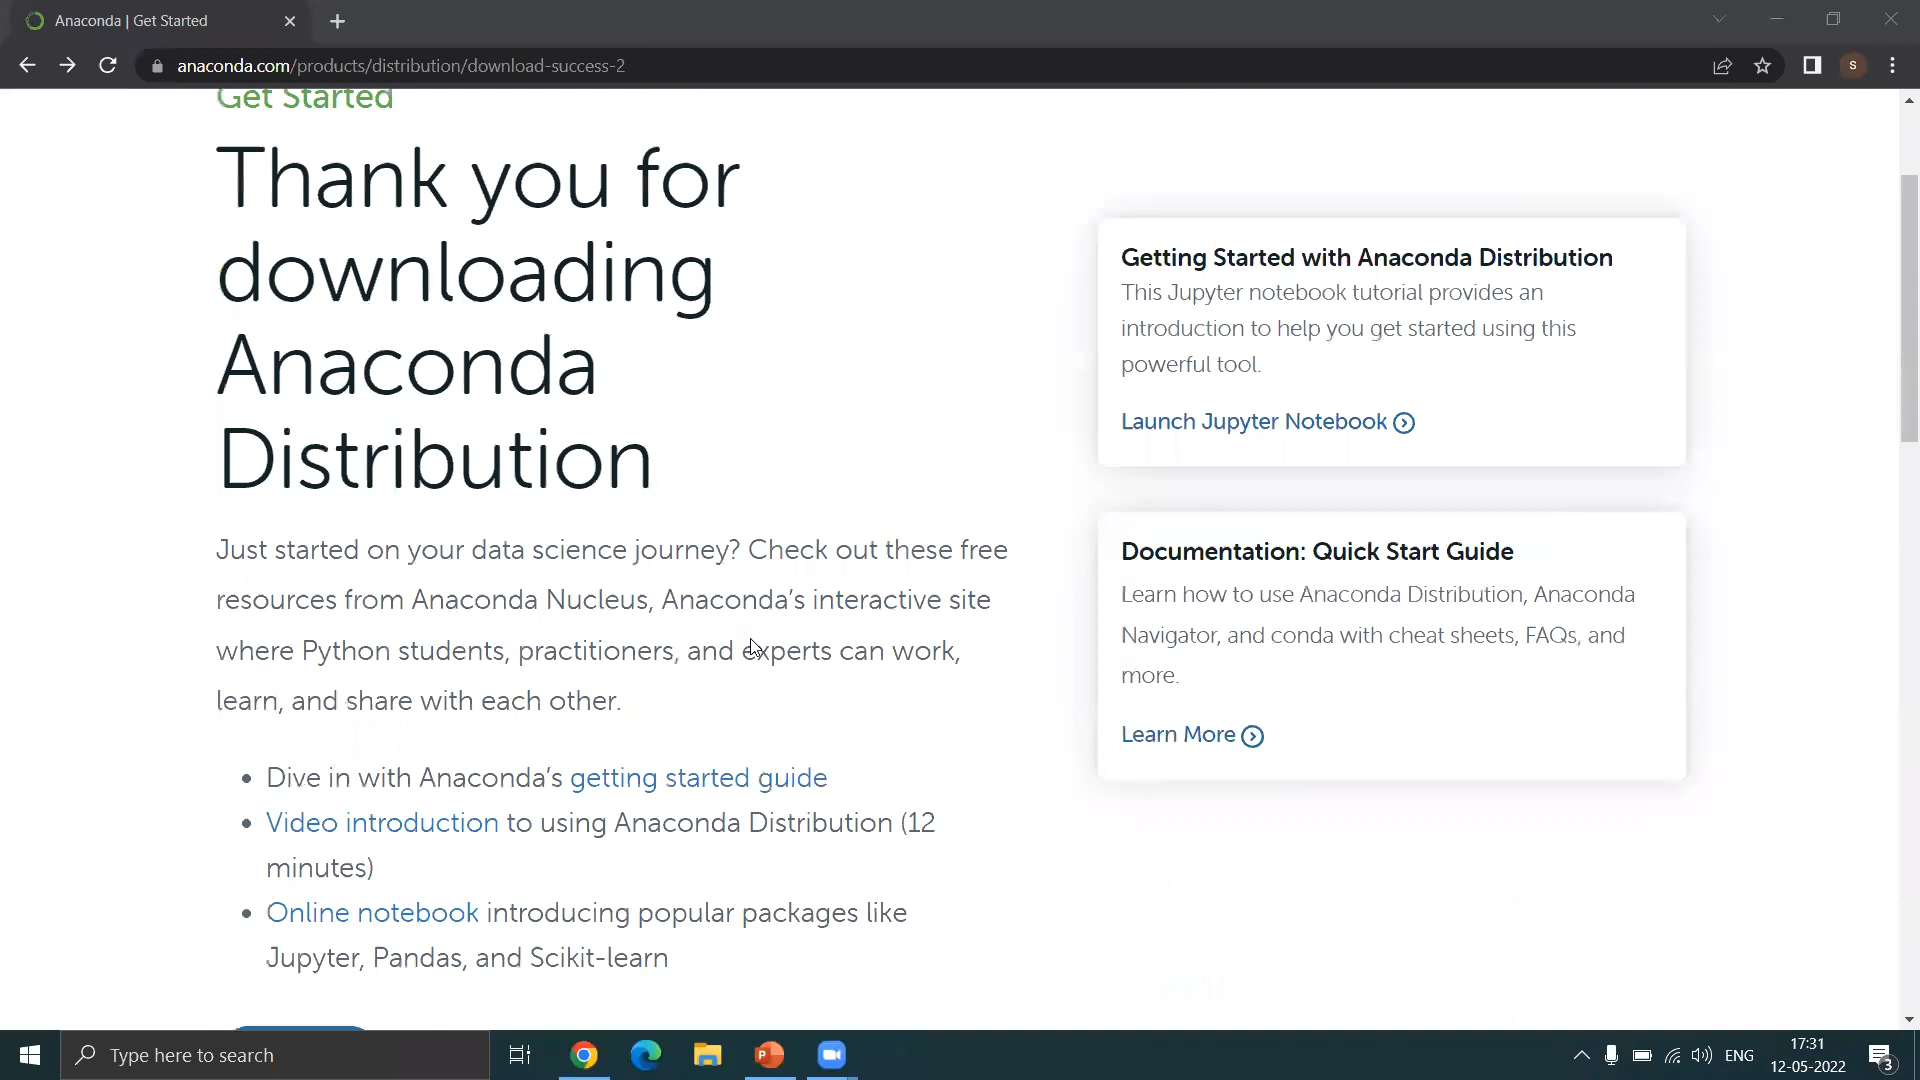 Anaconda | Get Started
anaconda.com/products/distribution/download-success-2
S
Get Started
Thank you for
downloading
Anaconda
Distribution
Just started on your data science journey? Check out these free
resources from Anaconda Nucleus, Anaconda’s interactive site
where Python students, practitioners, and experts can work,
learn, and share with each other.
• Dive in with Anaconda’s getting started guide
• Video introduction to using Anaconda Distribution (12
minutes)
• Online notebook introducing popular packages like
Jupyter, Pandas, and Scikit-learn
Getting Started with Anaconda Distribution
This Jupyter notebook tutorial provides an
introduction to help you get started using this
powerful tool.
Launch Jupyter Notebook
Documentation: Quick Start Guide
Learn how to use Anaconda Distribution, Anaconda
Navigator, and conda with cheat sheets, FAQs, and
more.
Learn More
Type here to search
P
ENG
17:31
12-05-2022
3